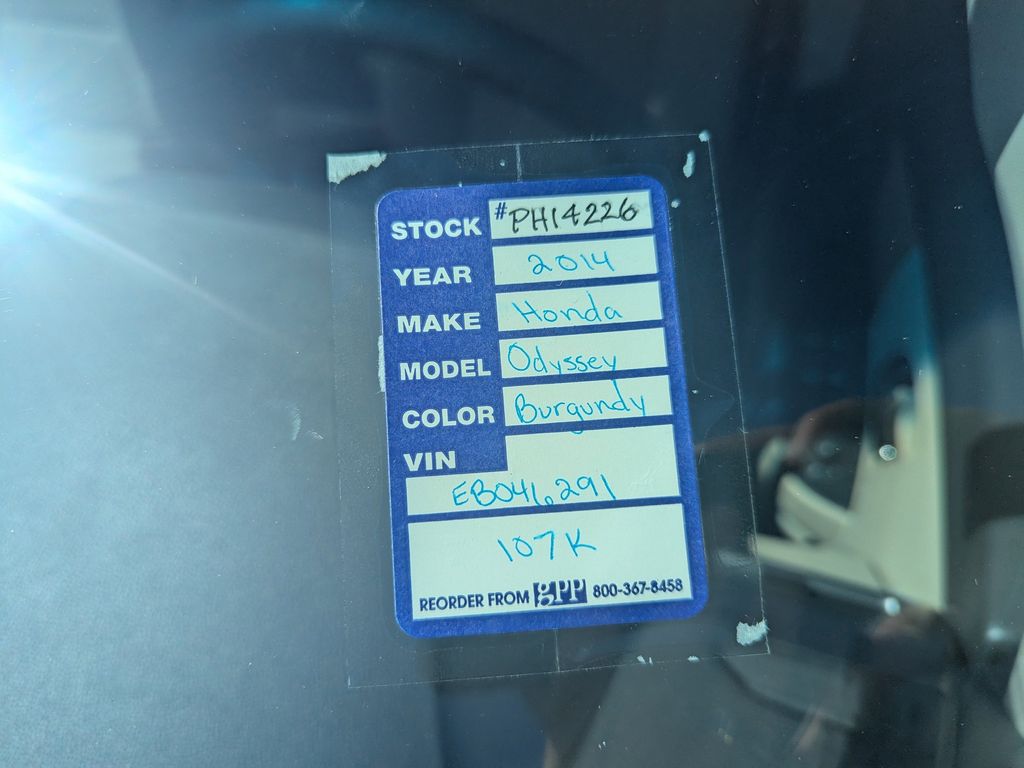 STOCK #PH14226
YEAR 2014
MAKE Honda
MODEL Odyssey
COLOR Burgundy
VIN
EB046291
107K
REORDER FROM gpp 800-367-8458